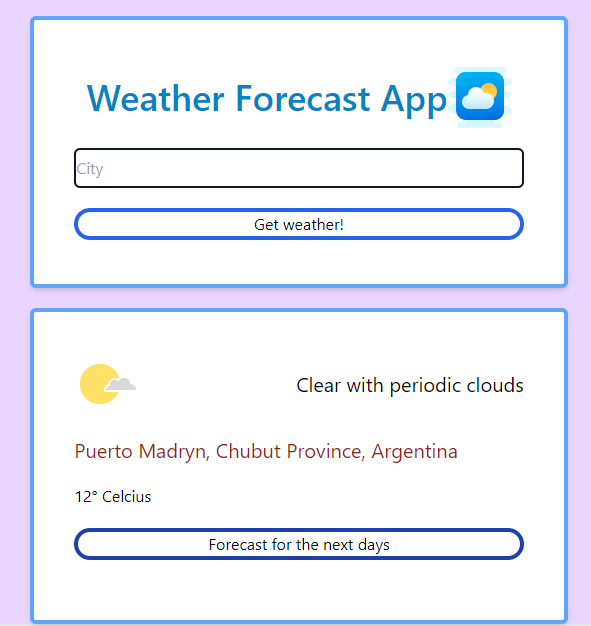 Weather Forecast App
City
Get weather!
Clear with periodic clouds
Puerto Madryn, Chubut Province, Argentina
12° Celcius
Forecast for the next days